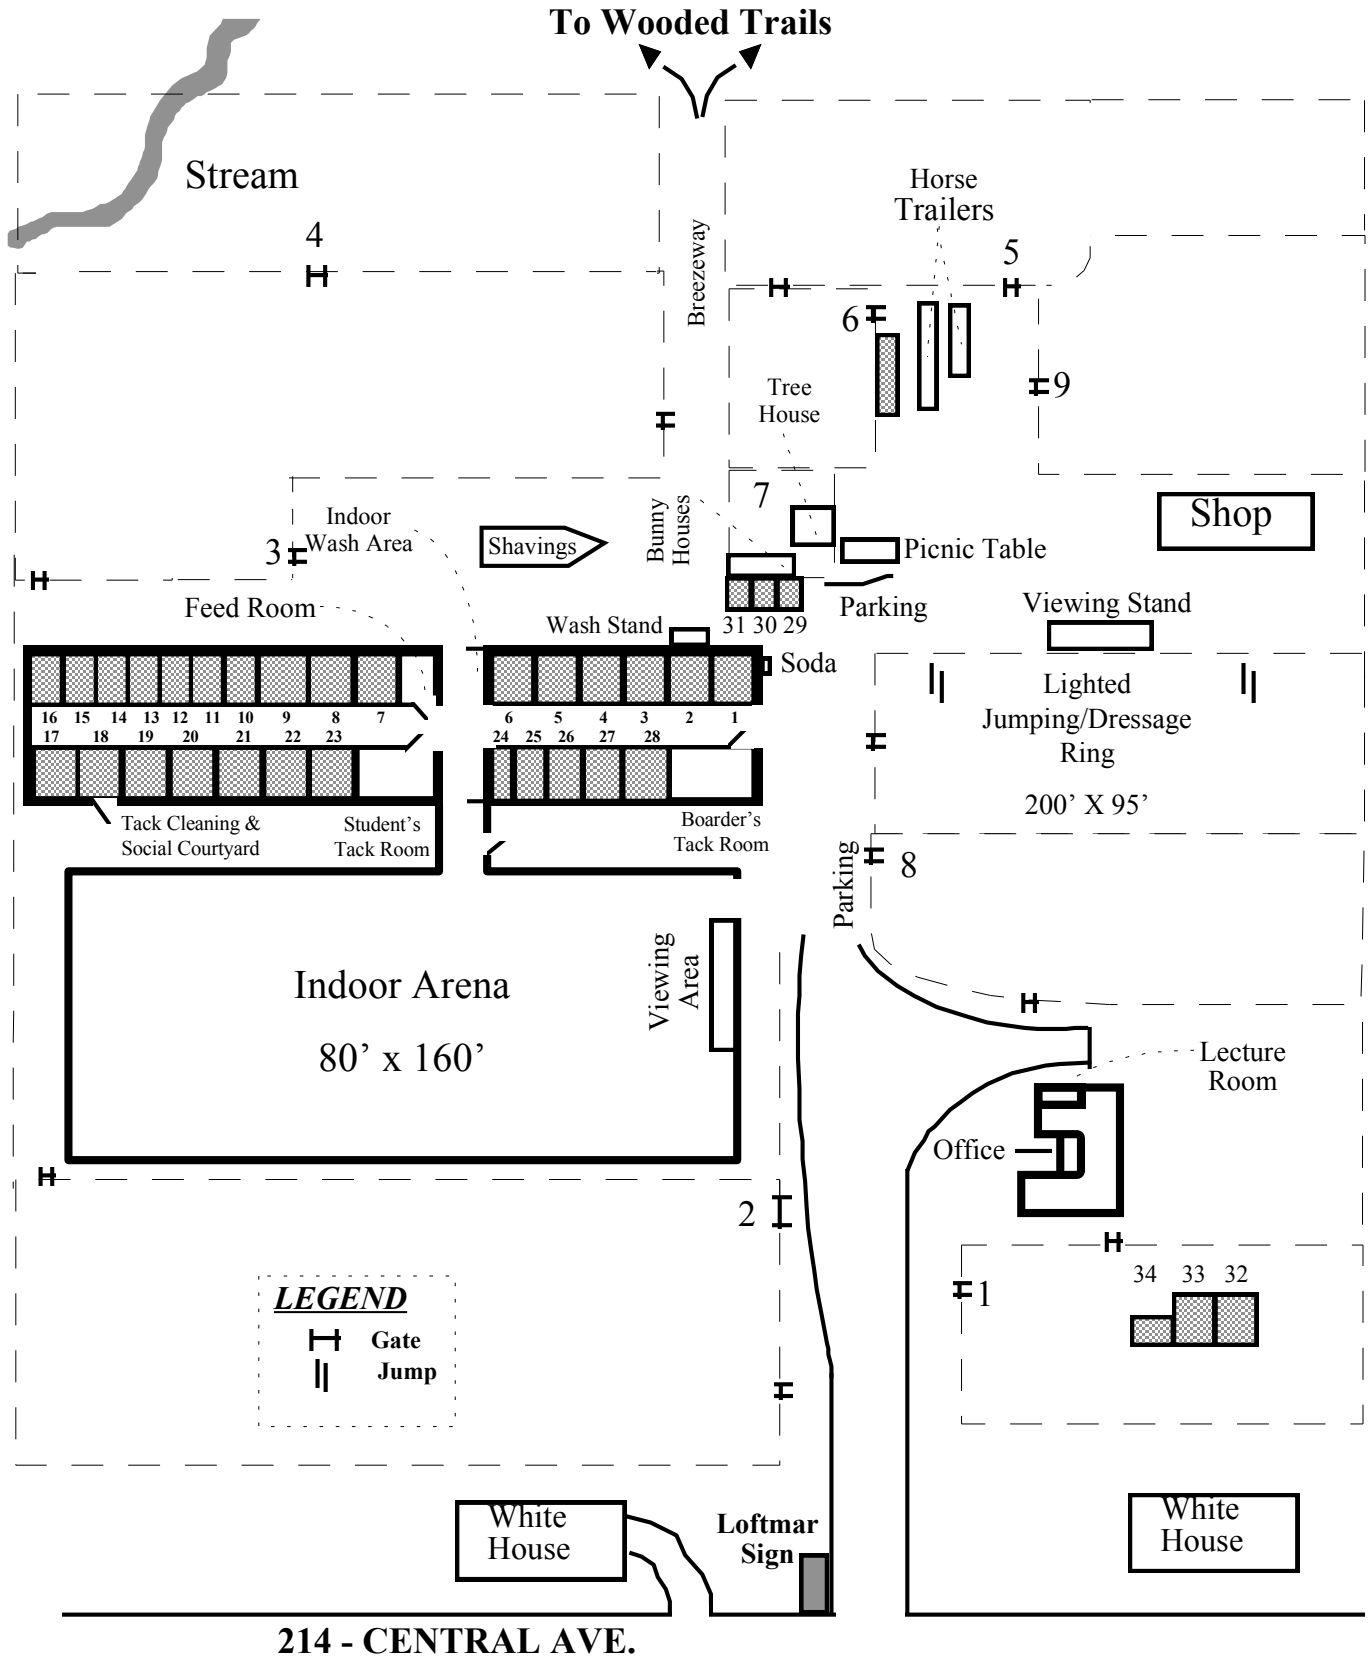 To Wooded Trails
Stream
4
Breezeway
Horse
Trailers
5
6
9
Tree
House
7
Bunny
Houses
Indoor
Wash Area
3
Shavings
Shop
Picnic Table
Feed Room
Wash Stand
31 30 29
Parking
Viewing Stand
Soda
Lighted
Jumping/Dressage
Ring
200’ X 95’
16 15 14 13 12 11 10 9 8 7
17 18 19 20 21 22 23
6 5 4 3 2 1
24 25 26 27 28
Tack Cleaning &
Social Courtyard
Student's
Tack Room
Boarder's
Tack Room
Parking
8
Indoor Arena
80’ x 160’
Viewing
Area
Lecture
Room
Office
2
1
34 33 32
LEGEND
Gate
Jump
White
House
Loftmar
Sign
White
House
214 - CENTRAL AVE.